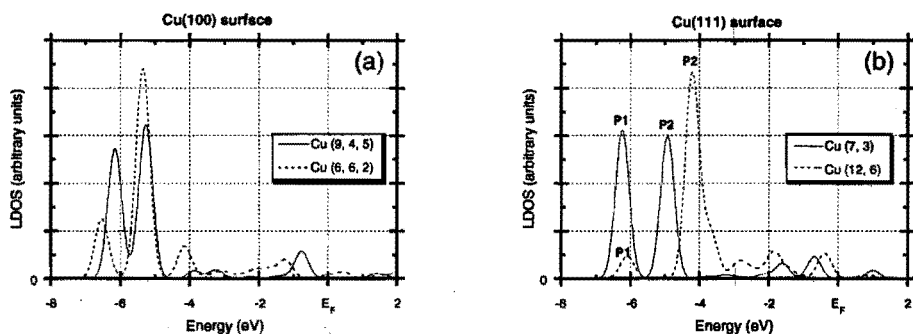 Cu(100) surface
(a)
LDOS (arbitrary units)
Cu (9, 4, 5)
Cu (6, 6, 2)
0
-8 -6 -4 -2 E_F 2
Energy (eV)
Cu(111) surface
(b)
P2
P1 P2
LDOS (arbitrary units)
Cu (7, 3)
Cu (12, 6)
P1
0
-8 -6 -4 -2 E_F 2
Energy (eV)